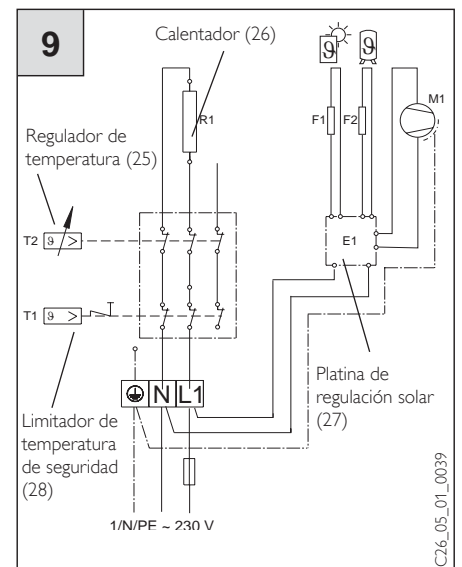 9
Calentador (26)
R1
F1
F2
M1
Regulador de
temperatura (25)
T2
ϑ >
E1
T1
ϑ >
N
L1
Platina de
regulación solar
(27)
Limitador de
temperatura
de seguridad
(28)
1/N/PE ~ 230 V
C26_05_01_0039
ϑ
ϑ